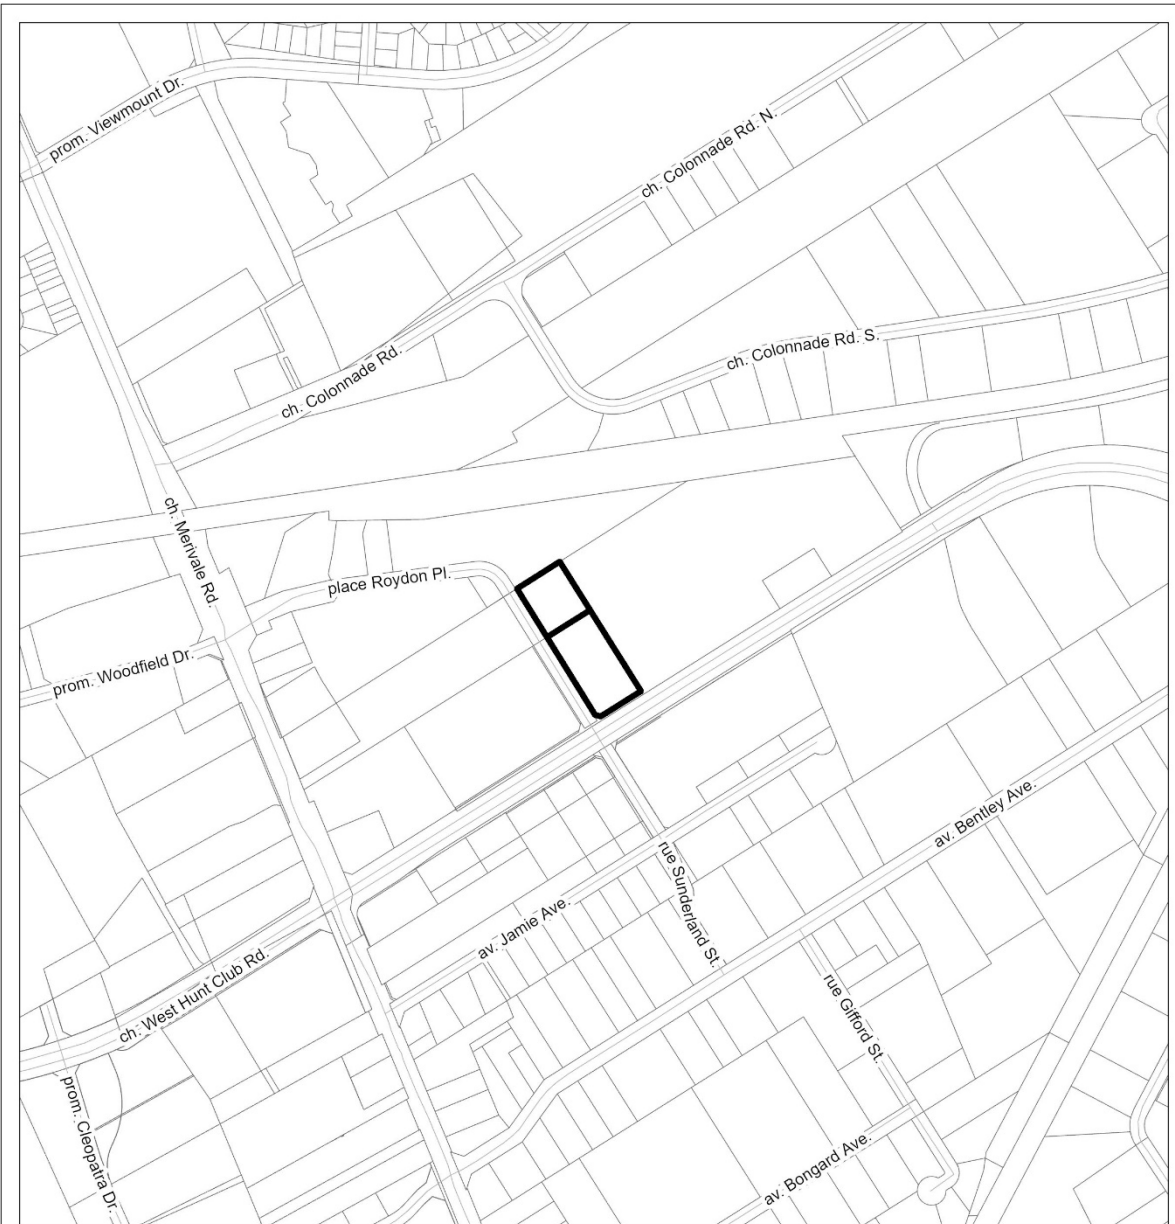 prom. Viewmount Dr.
ch. Colonnade Rd. N.
ch. Colonnade Rd. S.
ch. Colonnade Rd.
ch. Merivale Rd.
place Roydon Pl.
prom. Woodfield Dr.
av. Bentley Ave.
rue Sunderland St.
av. Jamie Ave.
ch. West Hunt Club Rd.
rue Gifford St.
prom. Cleopatra Dr.
av. Bongard Ave.